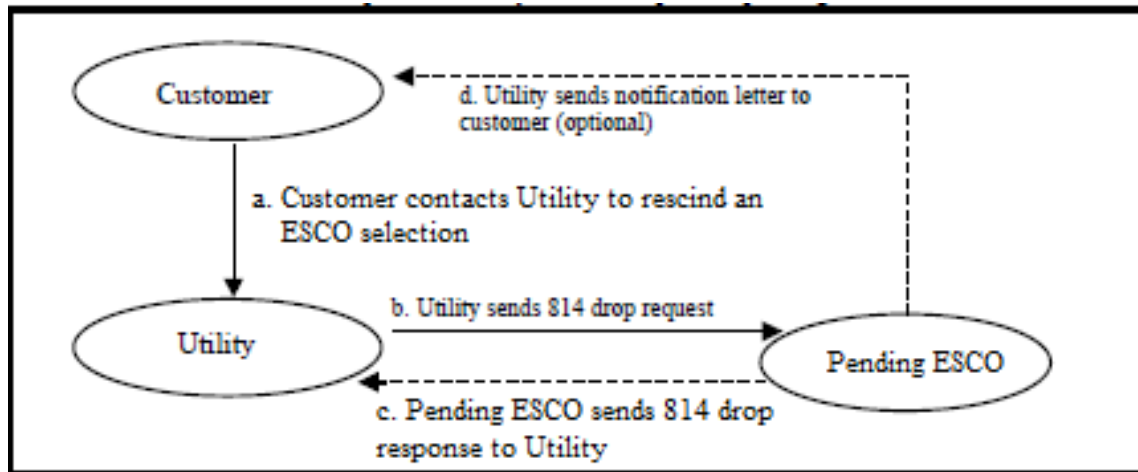 Customer
d. Utility sends notification letter to
customer (optional)
a. Customer contacts Utility to rescind an
ESCO selection
b. Utility sends 814 drop request
Utility
Pending ESCO
c. Pending ESCO sends 814 drop
response to Utility